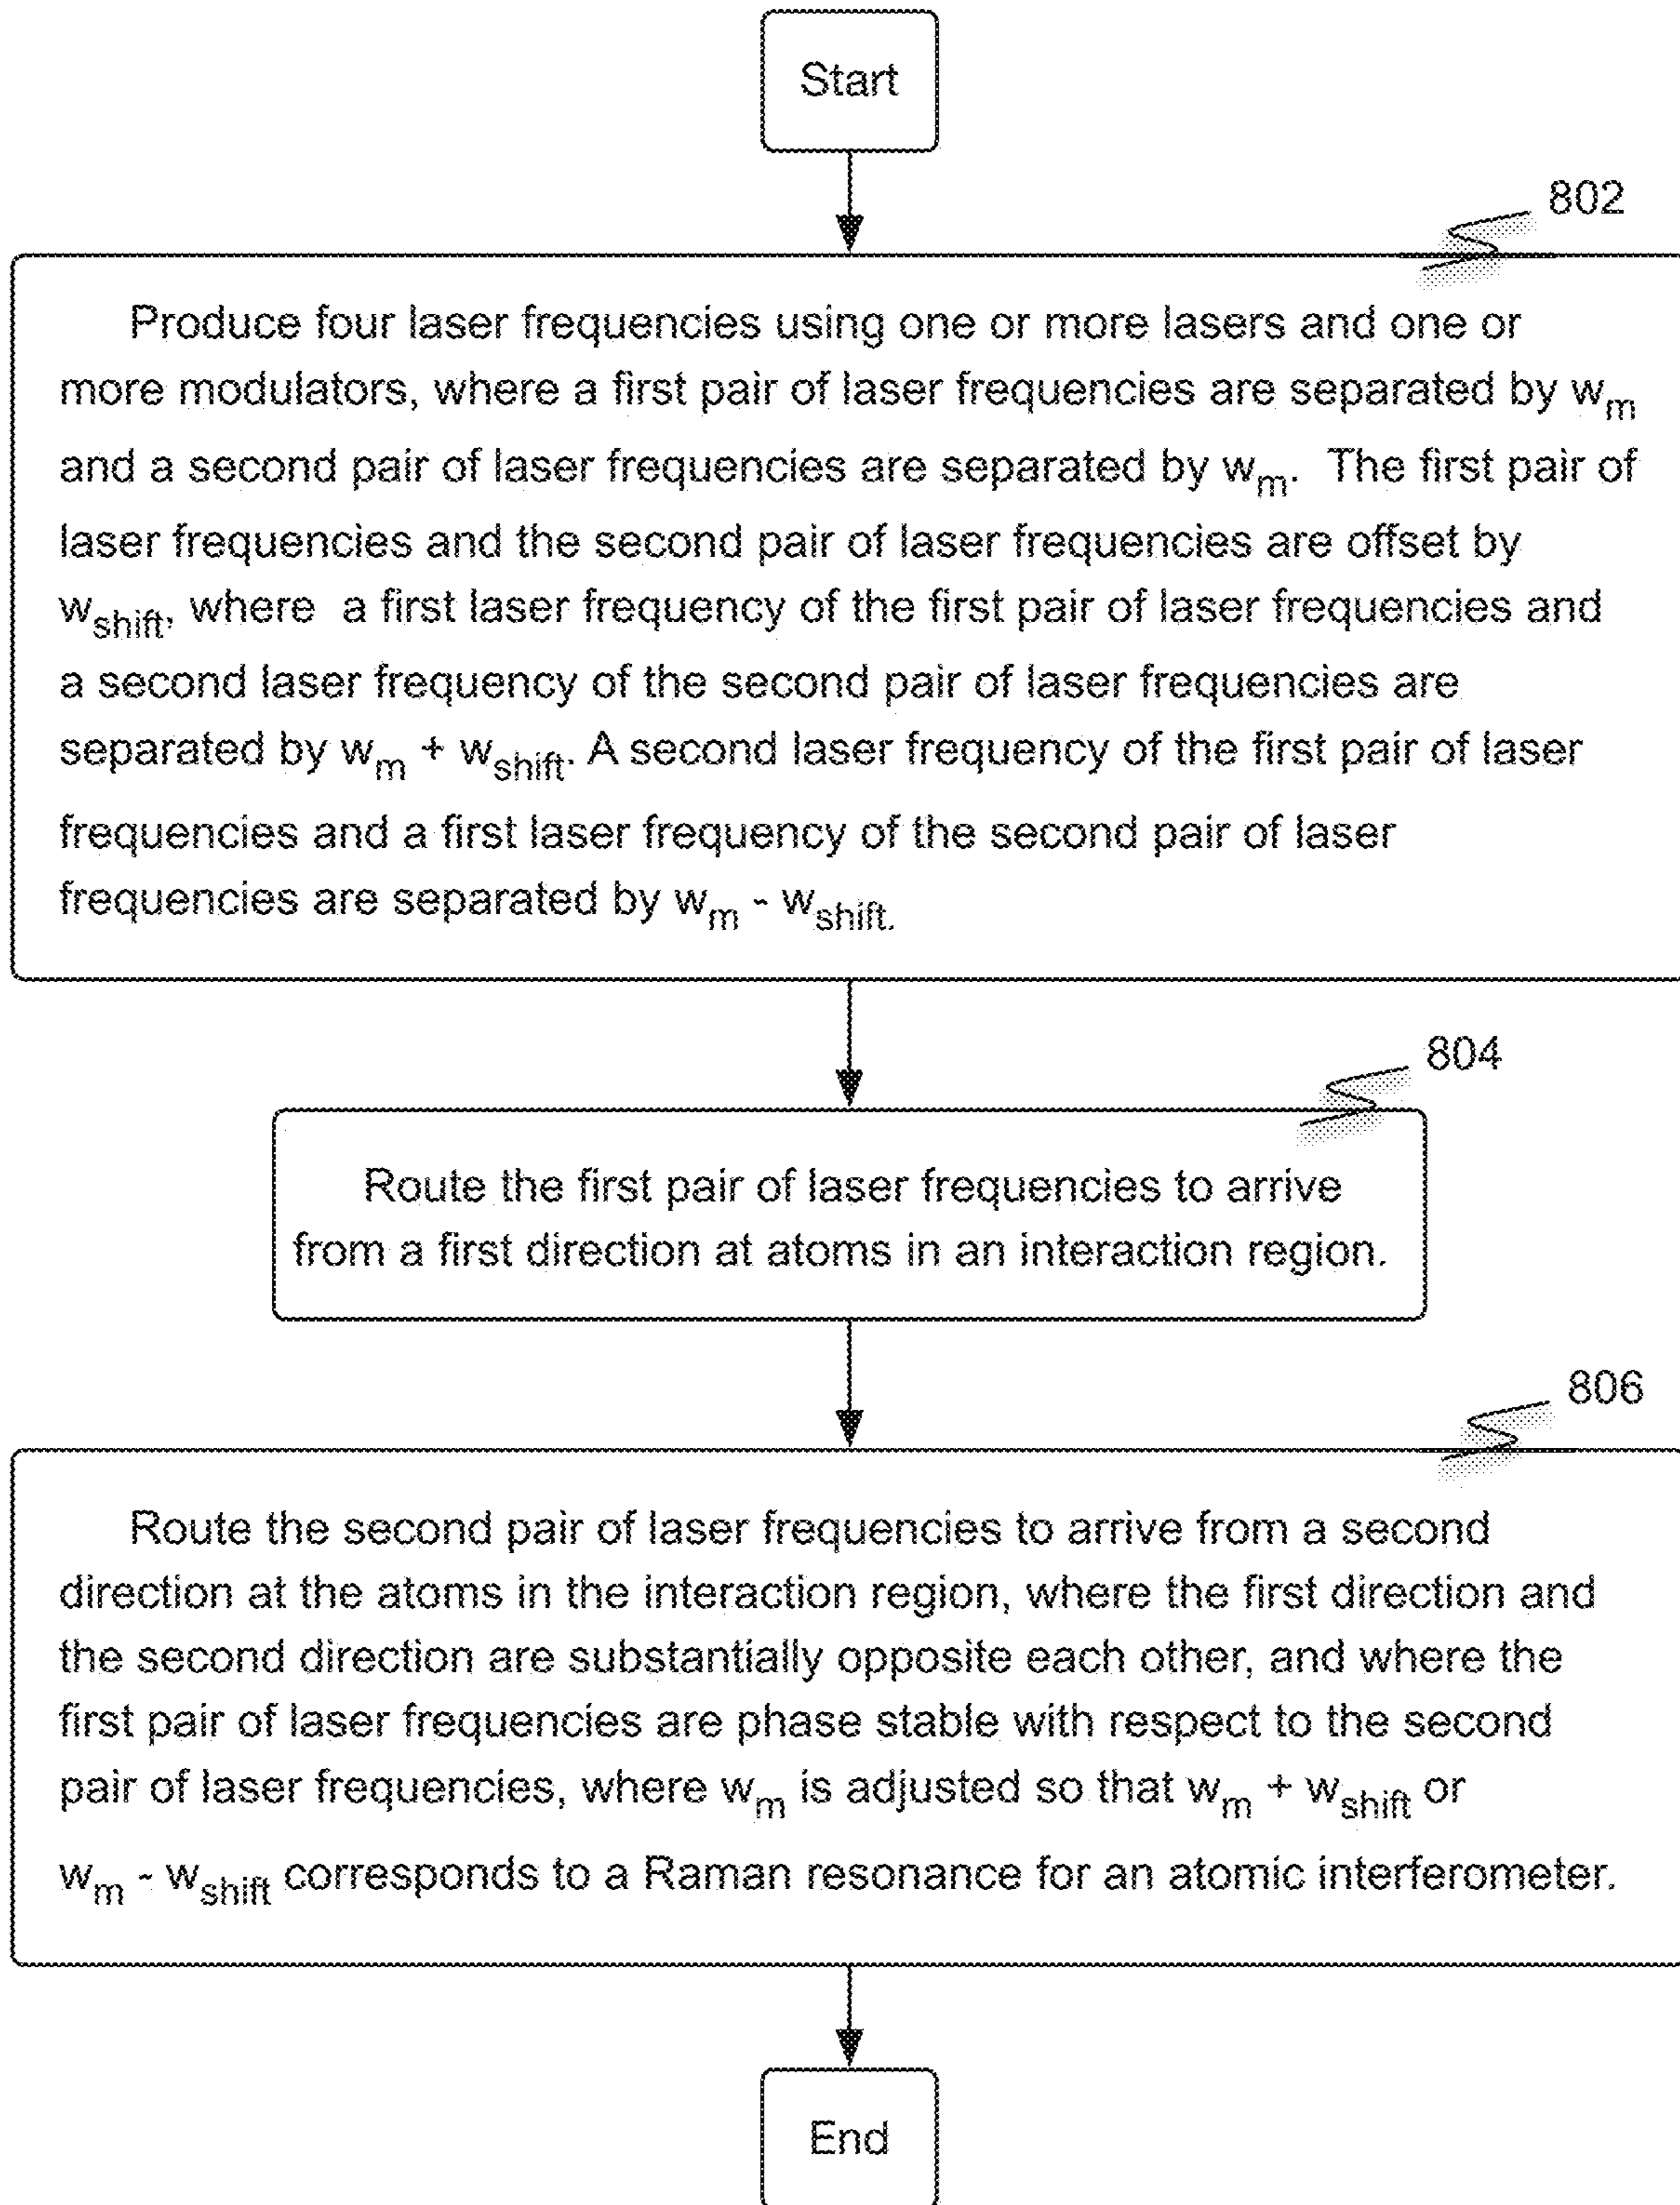 Start
802
Produce four laser frequencies using one or more lasers and one or
more modulators, where a first pair of laser frequencies are separated by wm
and a second pair of laser frequencies are separated by wm.  The first pair of
laser frequencies and the second pair of laser frequencies are offset by
wshift, where  a first laser frequency of the first pair of laser frequencies and
a second laser frequency of the second pair of laser frequencies are
separated by wm + wshift. A second laser frequency of the first pair of laser
frequencies and a first laser frequency of the second pair of laser
frequencies are separated by wm - wshift.
804
Route the first pair of laser frequencies to arrive
from a first direction at atoms in an interaction region.
806
Route the second pair of laser frequencies to arrive from a second
direction at the atoms in the interaction region, where the first direction and
the second direction are substantially opposite each other, and where the
first pair of laser frequencies are phase stable with respect to the second
pair of laser frequencies, where wm is adjusted so that wm + wshift or
wm - wshift corresponds to a Raman resonance for an atomic interferometer.
End